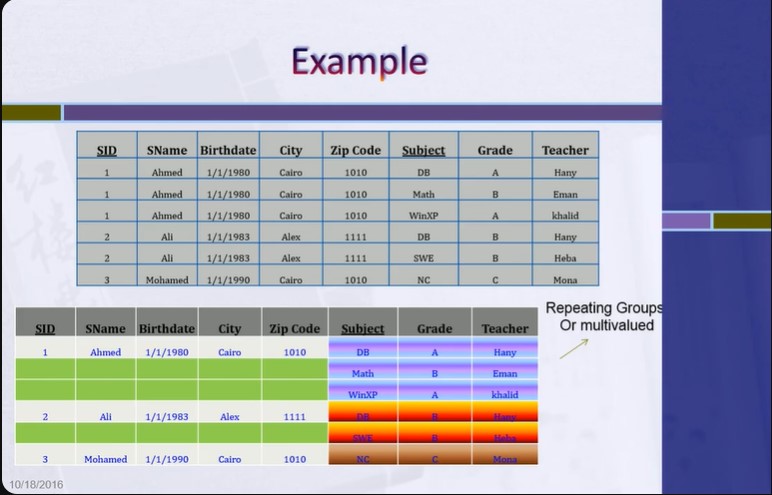 Example
SID SName Birthdate City Zip Code Subject Grade Teacher
1 Ahmed 1/1/1980 Cairo 1010 DB A Hany
1 Ahmed 1/1/1980 Cairo 1010 Math B Eman
1 Ahmed 1/1/1980 Cairo 1010 WinXP A khalid
2 Ali 1/1/1983 Alex 1111 DB B Hany
2 Ali 1/1/1983 Alex 1111 SWE B Heba
3 Mohamed 1/1/1990 Cairo 1010 NC C Mona
Repeating Groups
Or multivalued
SID SName Birthdate City Zip Code Subject Grade Teacher
1 Ahmed 1/1/1980 Cairo 1010 DB A Hany
Math B Eman
WinXP A khalid
2 Ali 1/1/1983 Alex 1111 DB B Hany
SWE B Heba
3 Mohamed 1/1/1990 Cairo 1010 NC C Mona
10/18/2016